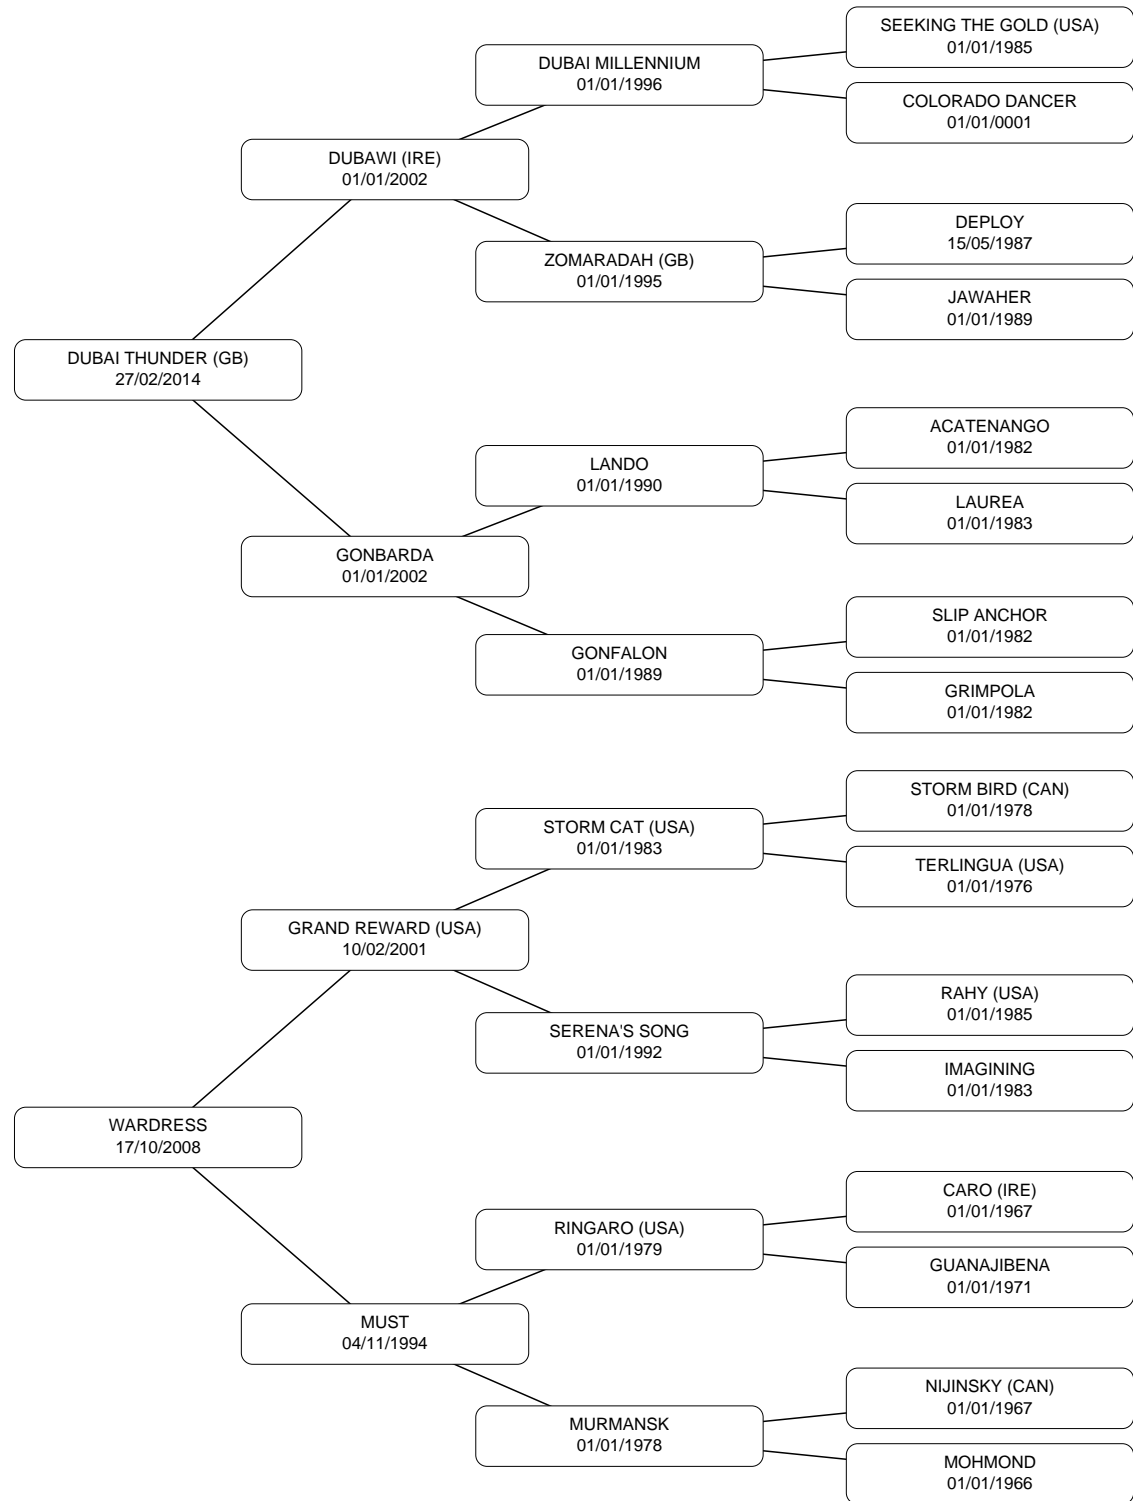 SEEKING THE GOLD (USA)
01/01/1985
DUBAI MILLENNIUM
01/01/1996
COLORADO DANCER
01/01/0001
DUBAWI (IRE)
01/01/2002
DEPLOY
15/05/1987
ZOMARADAH (GB)
01/01/1995
JAWAHER
01/01/1989
DUBAI THUNDER (GB)
27/02/2014
ACATENANGO
01/01/1982
LANDO
01/01/1990
LAUREA
01/01/1983
GONBARDA
01/01/2002
SLIP ANCHOR
01/01/1982
GONFALON
01/01/1989
GRIMPOLA
01/01/1982
STORM BIRD (CAN)
01/01/1978
STORM CAT (USA)
01/01/1983
TERLINGUA (USA)
01/01/1976
GRAND REWARD (USA)
10/02/2001
RAHY (USA)
01/01/1985
SERENA'S SONG
01/01/1992
IMAGINING
01/01/1983
WARDRESS
17/10/2008
CARO (IRE)
01/01/1967
RINGARO (USA)
01/01/1979
GUANAJIBENA
01/01/1971
MUST
04/11/1994
NIJINSKY (CAN)
01/01/1967
MURMANSK
01/01/1978
MOHMOND
01/01/1966